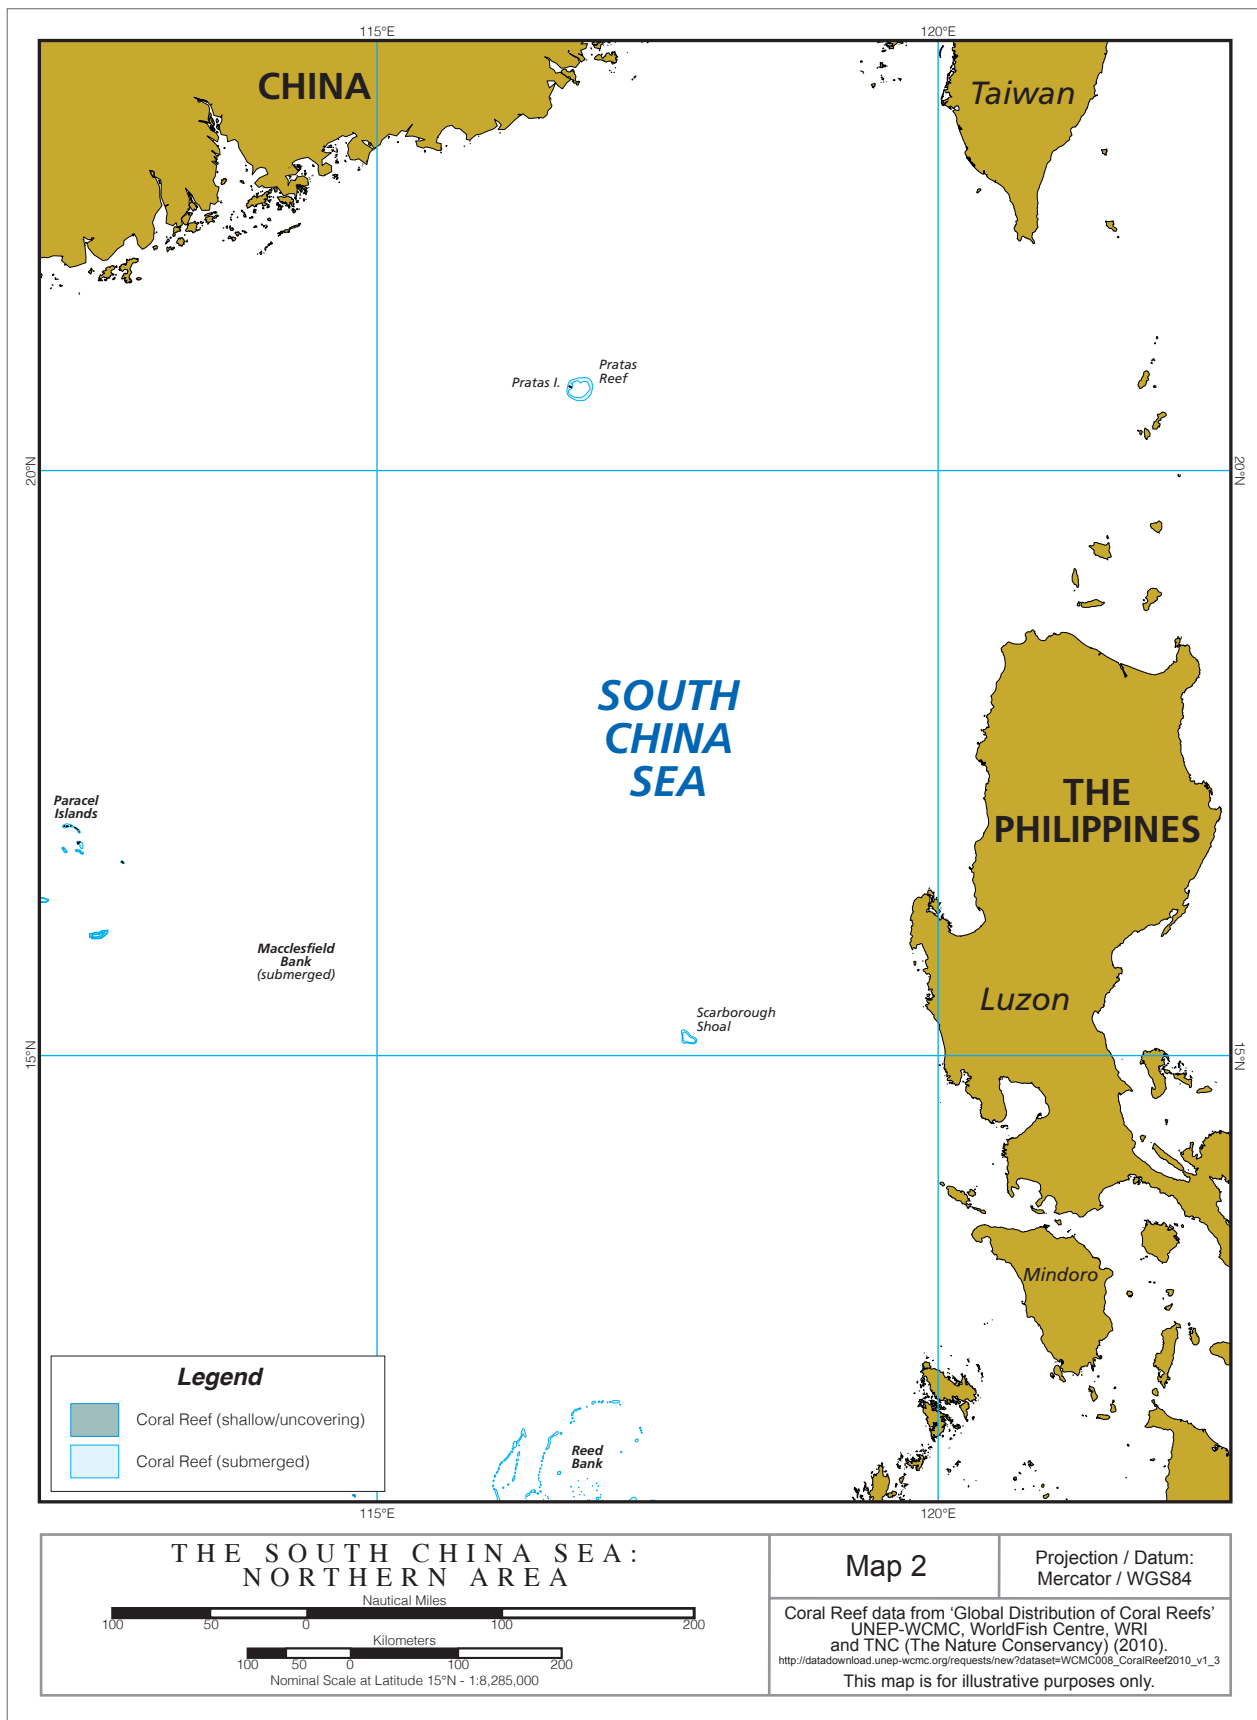 115°E
120°E
CHINA
Taiwan
Pratas I.
Pratas
Reef
20°N
20°N
SOUTH
CHINA
SEA
Paracel
Islands
THE
PHILIPPINES
Macclesfield
Bank
(submerged)
Luzon
Scarborough
Shoal
15°N
15°N
Mindoro
Legend
Coral Reef (shallow/uncovering)
Coral Reef (submerged)
Reed
Bank
115°E
120°E
THE SOUTH CHINA SEA:
NORTHERN AREA
Nautical Miles
100 50 0 100 200
Kilometers
100 50 0 100 200
Nominal Scale at Latitude 15°N - 1:8,285,000
Map 2
Projection / Datum:
Mercator / WGS84
Coral Reef data from ‘Global Distribution of Coral Reefs’
UNEP-WCMC, WorldFish Centre, WRI
and TNC (The Nature Conservancy) (2010).
http://datadownload.unep-wcmc.org/requests/new?dataset=WCMC008_CoralReef2010_v1_3
This map is for illustrative purposes only.